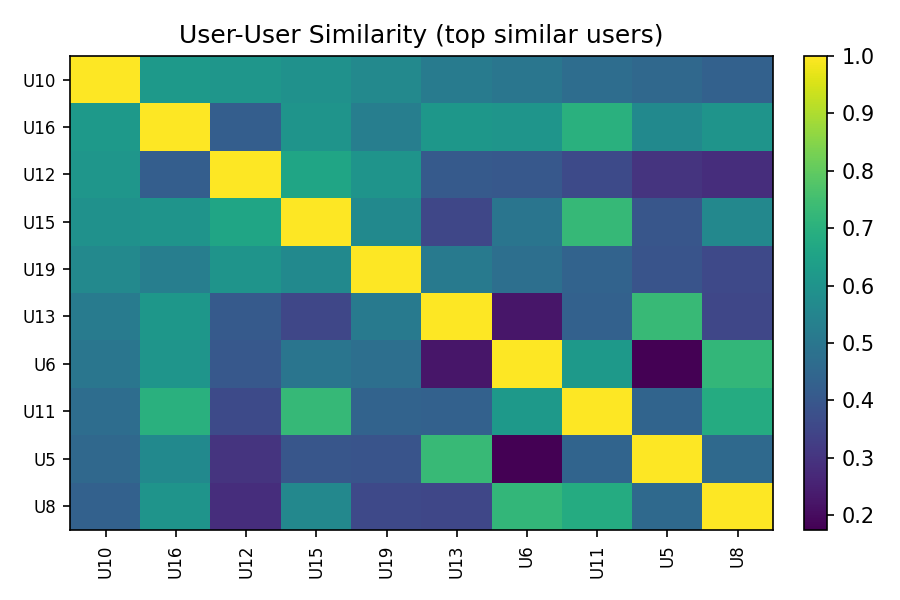 User-User Similarity (top similar users)
U10
U16
U12
U15
U19
U13
U6
U11
U5
U8
U10 U16 U12 U15 U19 U13 U6 U11 U5 U8
1.0
0.9
0.8
0.7
0.6
0.5
0.4
0.3
0.2